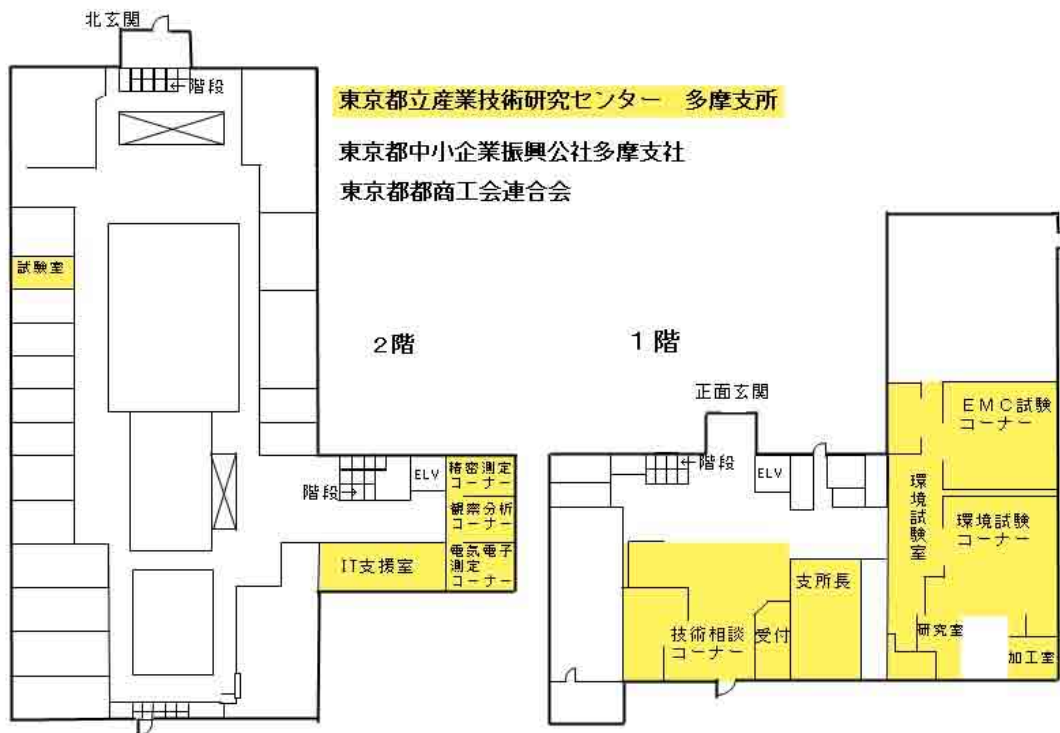 北玄関
←階段
東京都立産業技術研究センター 多摩支所
東京都中小企業振興公社多摩支社
東京都都商工会連合会
試験室
2階
1階
正面玄関
階段→
ELV
精密測定
コーナー
観察分析
コーナー
電気電子
測定
コーナー
IT支援室
←階段
ELV
EMC試験
コーナー
環境試験室
環境試験
コーナー
支所長
技術相談
コーナー
受付
研究室
加工室